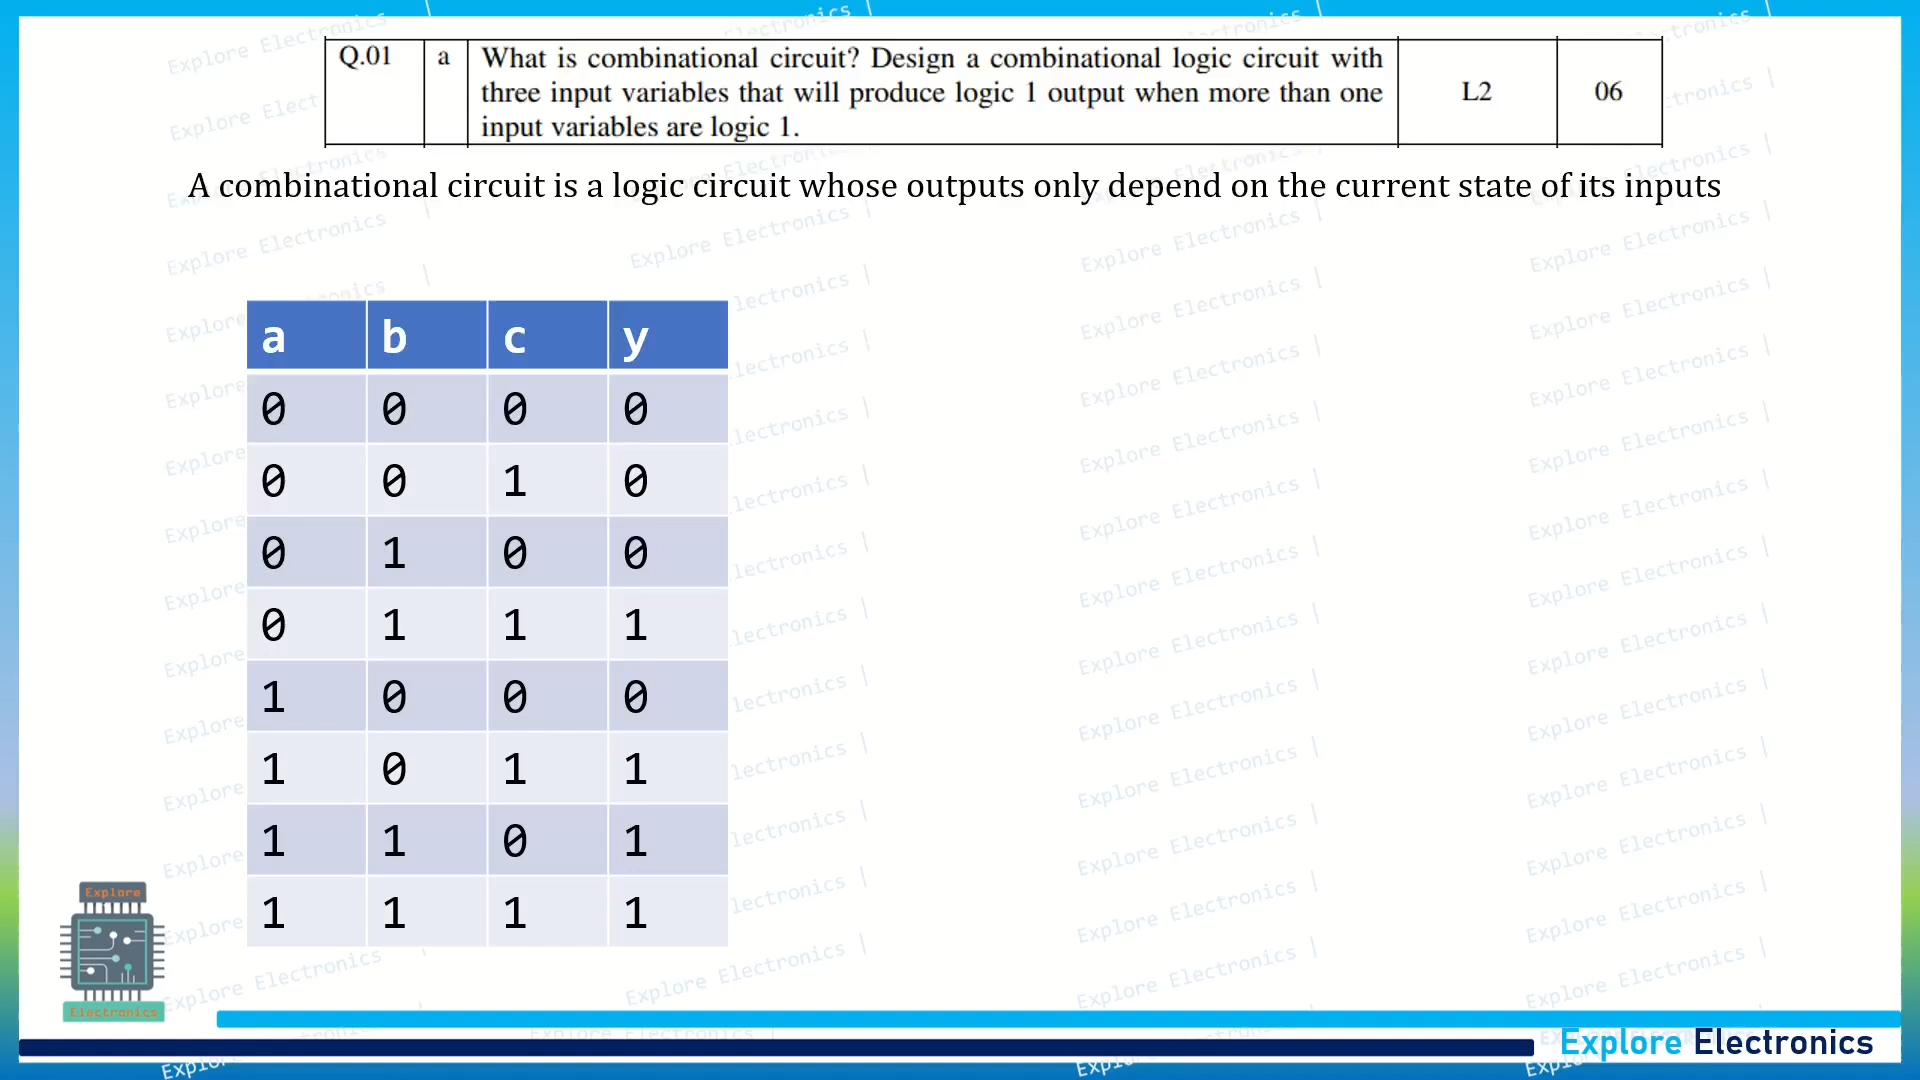 Q.01 a What is combinational circuit? Design a combinational logic circuit with L2 06
three input variables that will produce logic 1 output when more than one
input variables are logic 1.
A combinational circuit is a logic circuit whose outputs only depend on the current state of its inputs
a b c y
0 0 0 0
0 0 1 0
0 1 0 0
0 1 1 1
1 0 0 0
1 0 1 1
1 1 0 1
1 1 1 1
Explore
Electronics
Explore Electronics